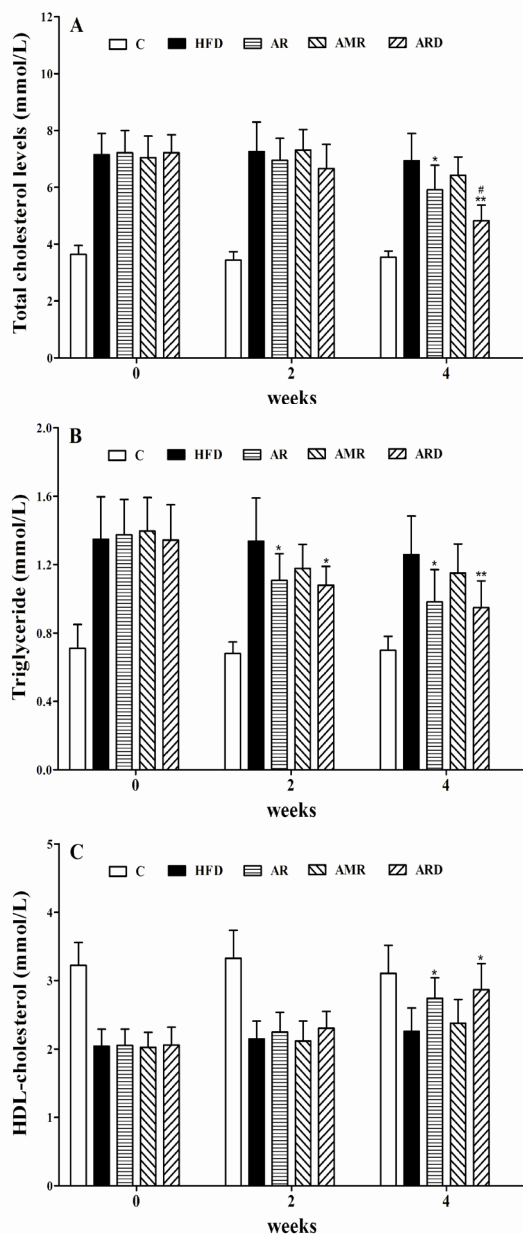 A
C HFD AR AMR ARD
Total cholesterol levels (mmol/L)
12
10
8
6
4
2
0
*
#
**
0 2 4
weeks
B
C HFD AR AMR ARD
Triglyceride (mmol/L)
2.0
1.6
1.2
0.8
0.4
0.0
* * * **
0 2 4
weeks
C
C HFD AR AMR ARD
HDL-cholesterol (mmol/L)
5
4
3
2
1
0
* *
0 2 4
weeks